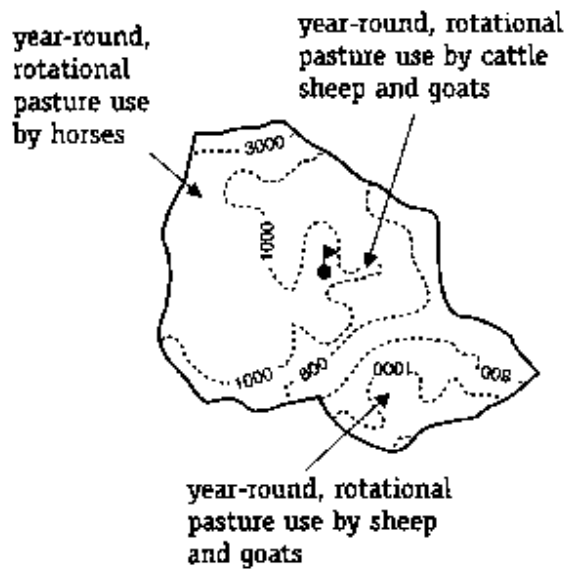 year-round,
rotational
pasture use
by horses
year-round, rotational
pasture use by cattle
sheep and goats
3000
1000
1000
800
1000
800
year-round, rotational
pasture use by sheep
and goats